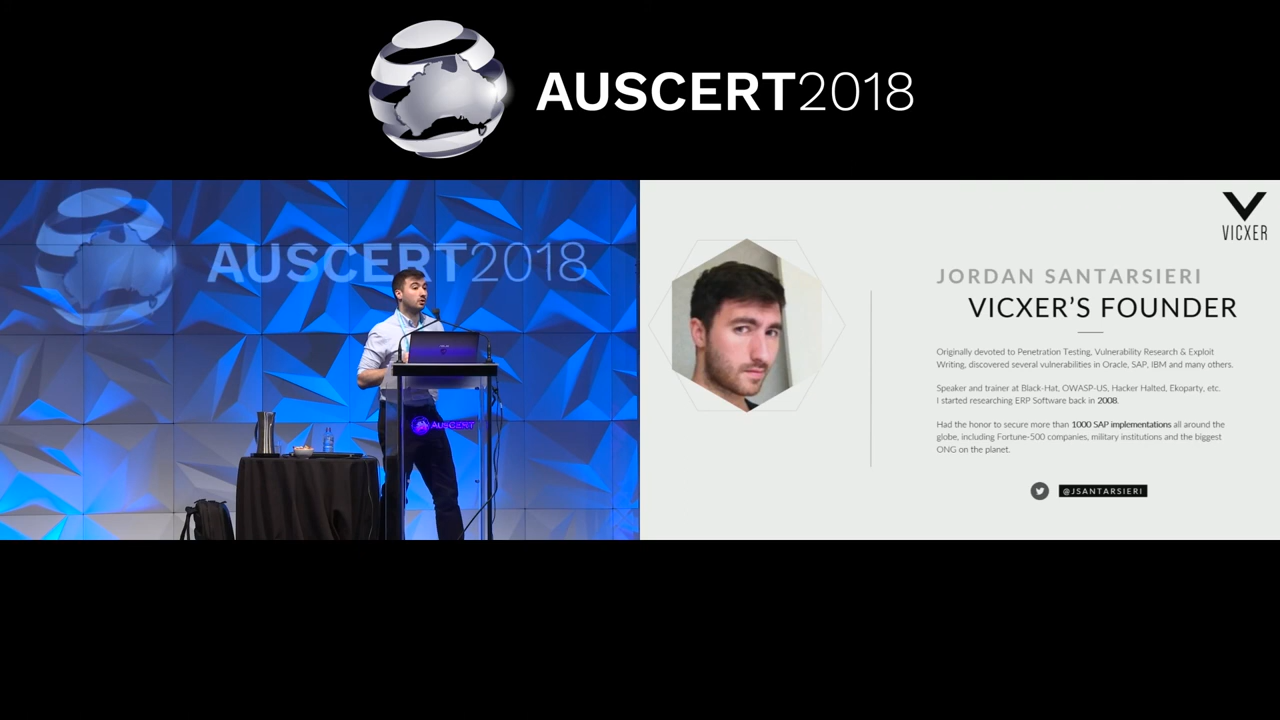 AUSCERT2018
AUSCERT2018
AUSCERT
VICXER
JORDAN SANTARSIERI
VICXER'S FOUNDER
Originally devoted to Penetration Testing, Vulnerability Research & Exploit
Writing, discovered several vulnerabilities in Oracle, SAP, IBM and many others.
Speaker and trainer at Black-Hat, OWASP-US, Hacker Halted, Ekoparty, etc.
I started researching ERP Software back in 2008.
Had the honor to secure more than 1000 SAP implementations all around the
globe, including Fortune-500 companies, military institutions and the biggest
ONG on the planet.
@JSANTARSIERI